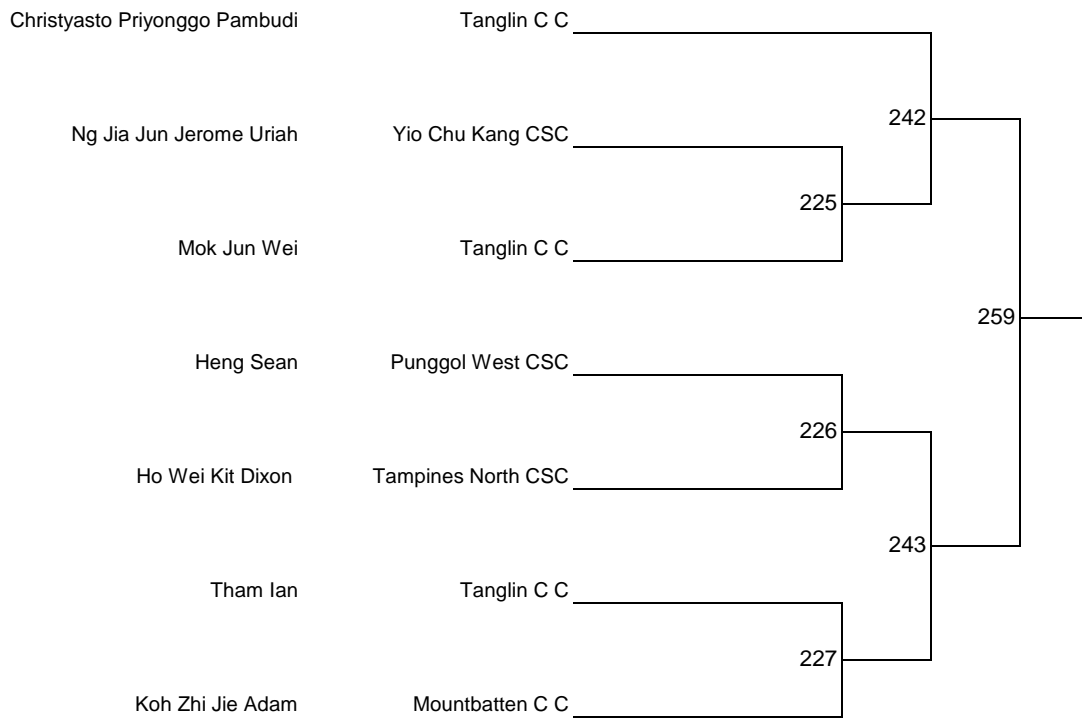 Christyasto Priyonggo Pambudi Tanglin C C
242
Ng Jia Jun Jerome Uriah Yio Chu Kang CSC
225
Mok Jun Wei Tanglin C C
259
Heng Sean Punggol West CSC
226
Ho Wei Kit Dixon Tampines North CSC
243
Tham Ian Tanglin C C
227
Koh Zhi Jie Adam Mountbatten C C